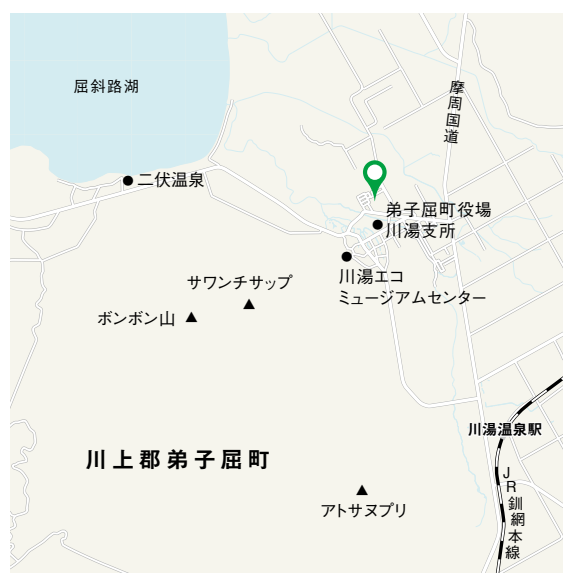 屈斜路湖
摩周国道
二伏温泉
弟子屈町役場
川湯支所
川湯エコ
ミュージアムセンター
サワンチサップ
ボンボン山
川湯温泉駅
川上郡弟子屈町
JR釧網本線
アトサヌプリ